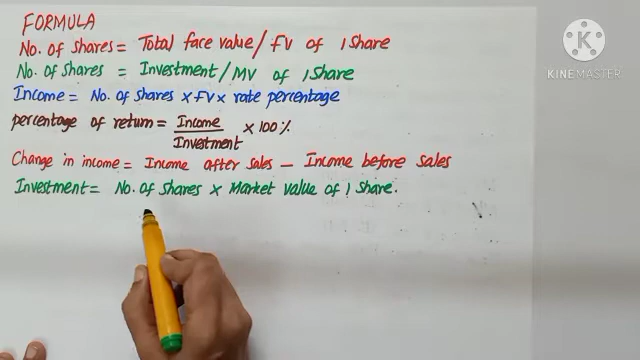 FORMULA
No. of shares = Total face value / FV of 1 Share
No. of shares = Investment / MV of 1 Share
Income = No. of shares × FV × rate percentage
percentage of return = Income / Investment × 100%
Change in income = Income after sales – Income before sales
Investment = No. of shares × Market value of 1 share.
K
KINEMASTER